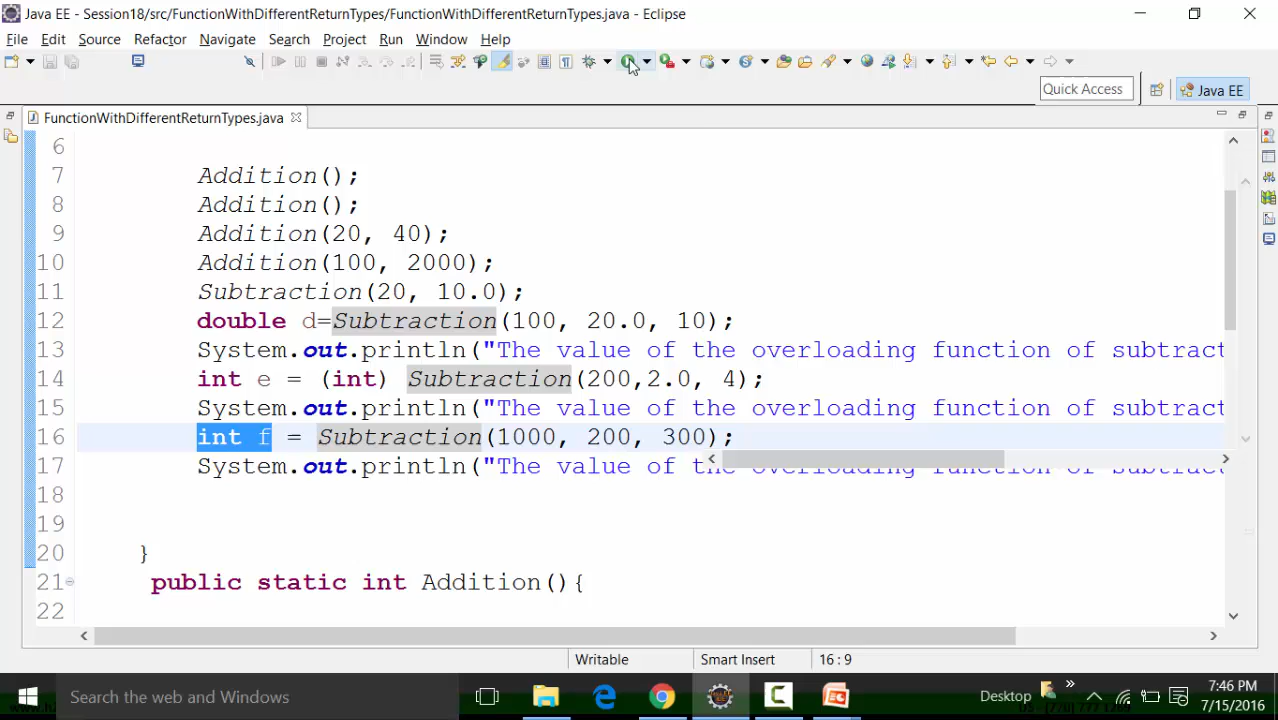 Java EE - Session18/src/FunctionWithDifferentReturnTypes/FunctionWithDifferentReturnTypes.java - Eclipse
File Edit Source Refactor Navigate Search Project Run Window Help
Quick Access
Java EE
FunctionWithDifferentReturnTypes.java
6
7 Addition();
8 Addition();
9 Addition(20, 40);
10 Addition(100, 2000);
11 Subtraction(20, 10.0);
12 double d=Subtraction(100, 20.0, 10);
13 System.out.println("The value of the overloading function of subtract
14 int e = (int) Subtraction(200,2.0, 4);
15 System.out.println("The value of the overloading function of subtract
16 int f = Subtraction(1000, 200, 300);
17 System.out.println("The value of the overloading function of subtract
18
19
20 }
21 public static int Addition(){
22
Writable Smart Insert 16 : 9
Search the web and Windows
Desktop
7:46 PM
7/15/2016